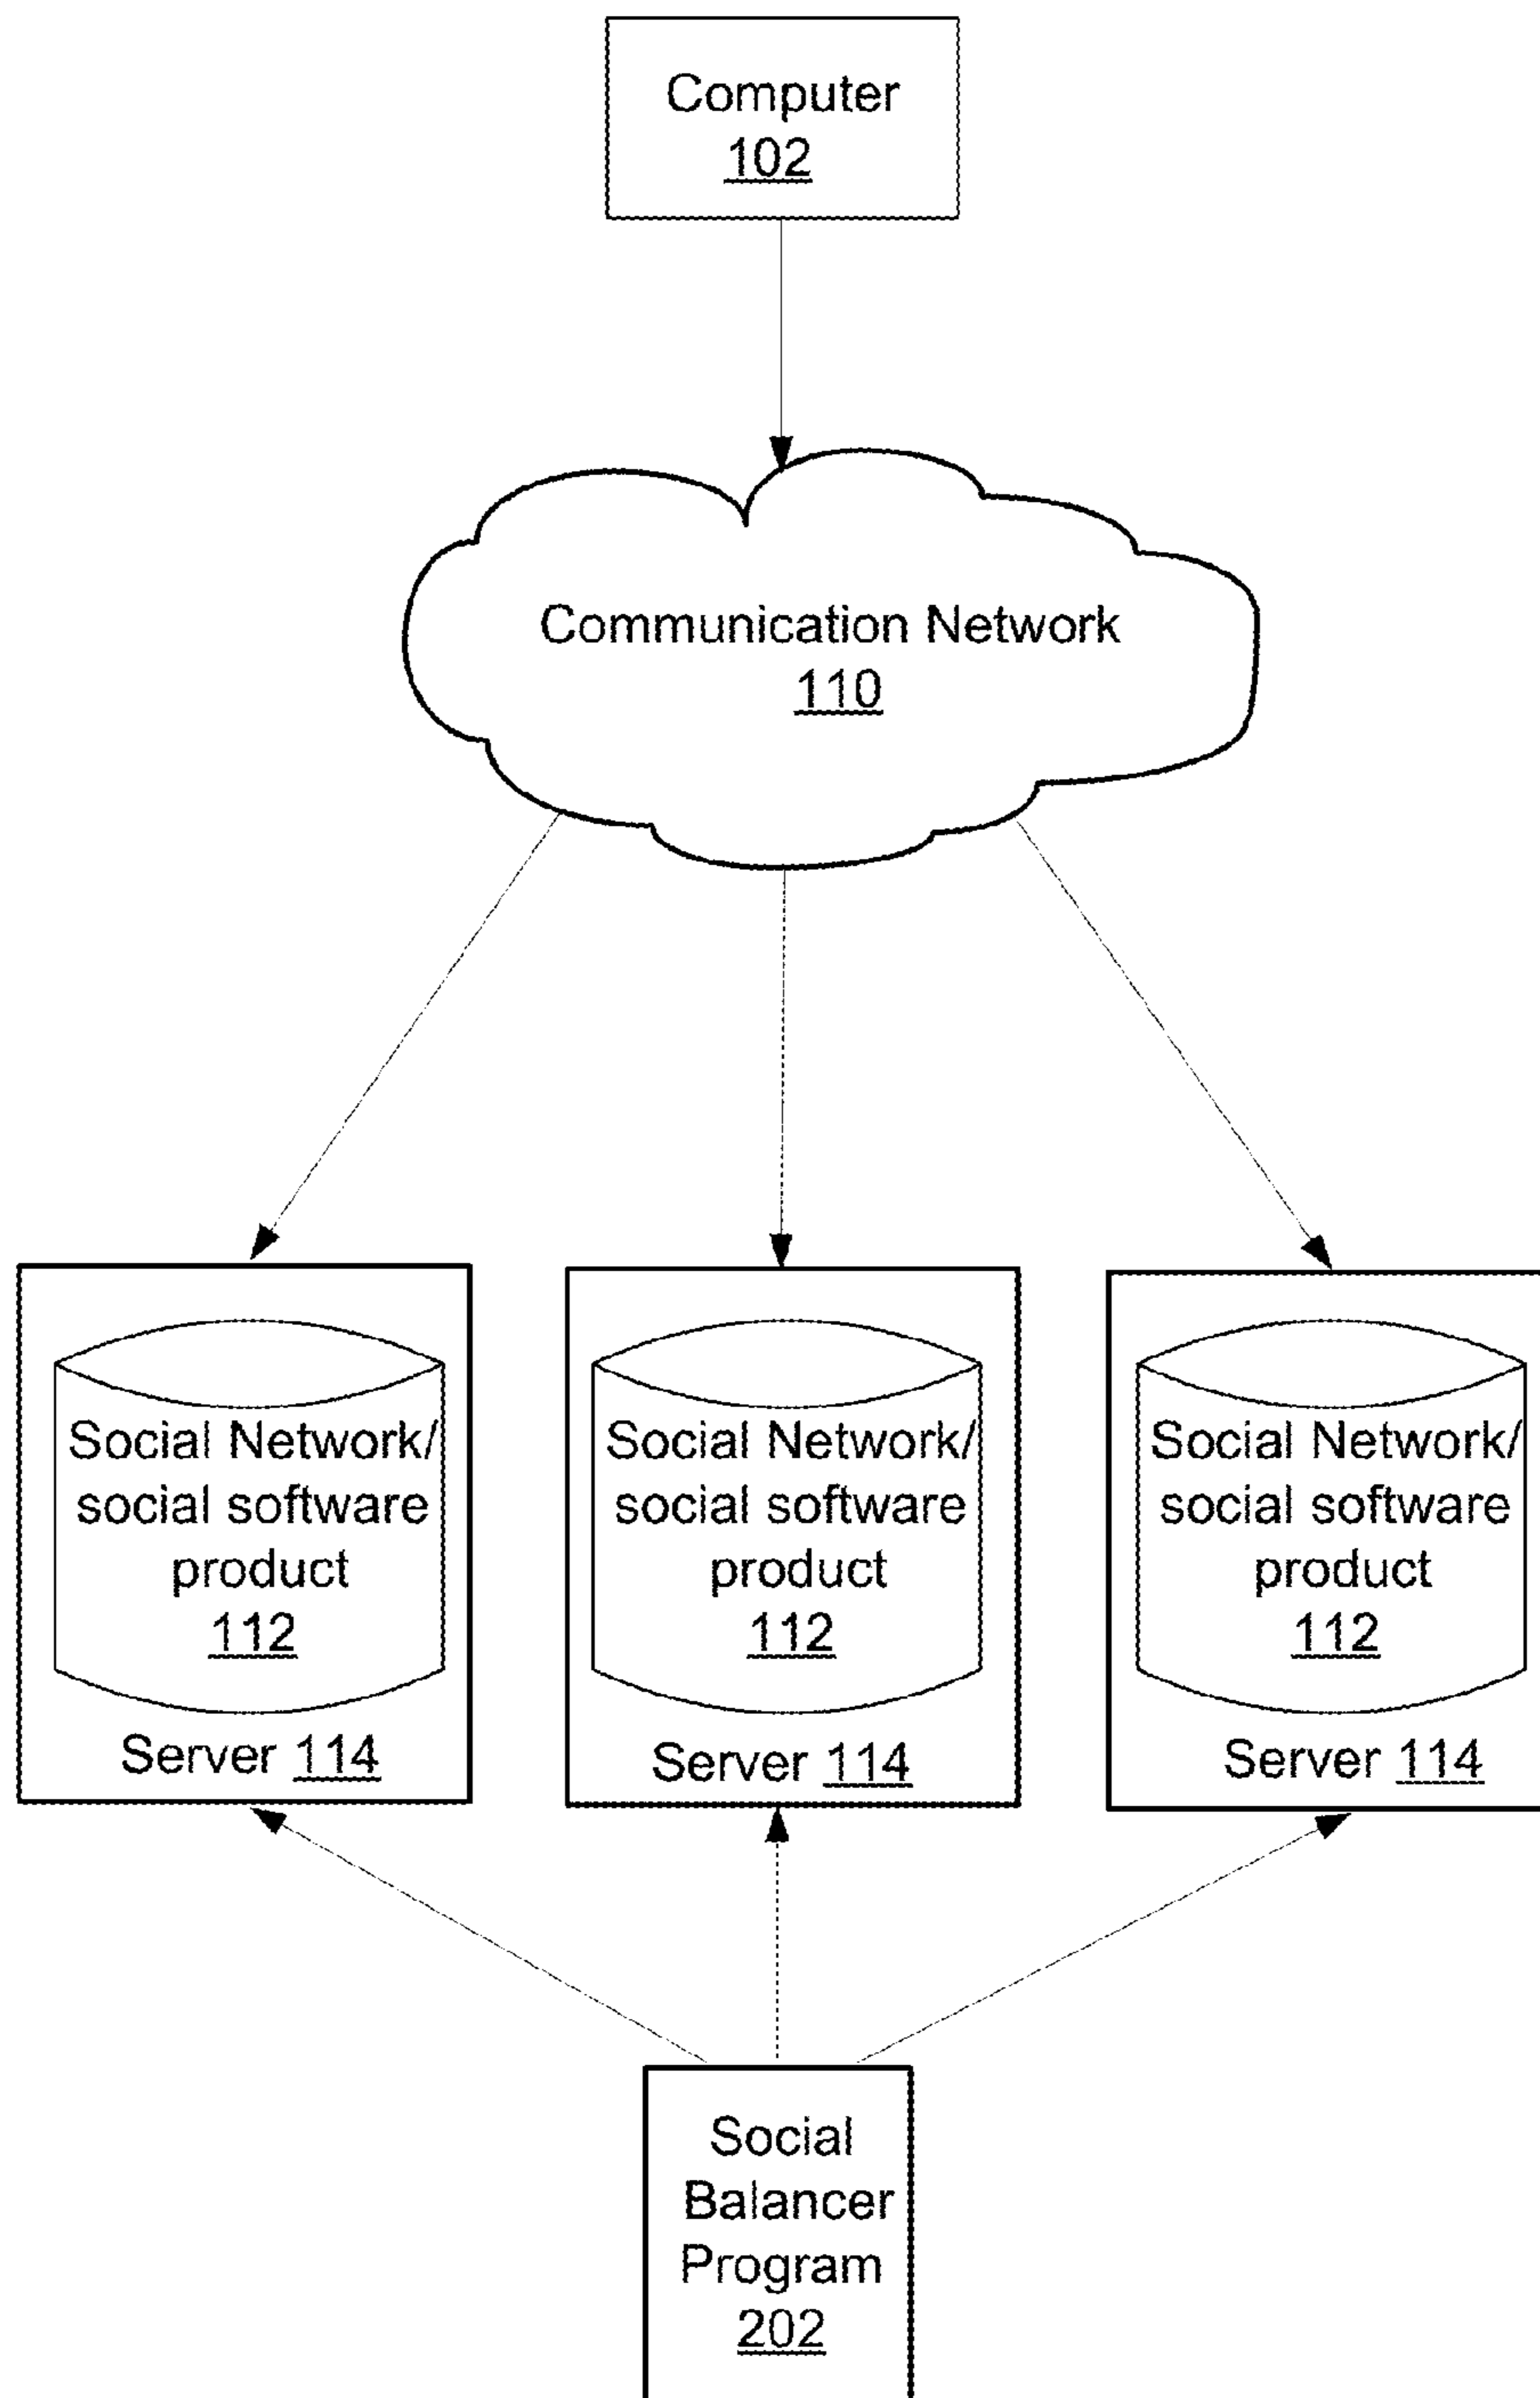 Computer
102
Communication Network
110
Social Network/
social software
product
112
Server 114
Social Network/
social software
product
112
Server 114
Social Network/
social software
product
112
Server 114
Social
Balancer
Program
202